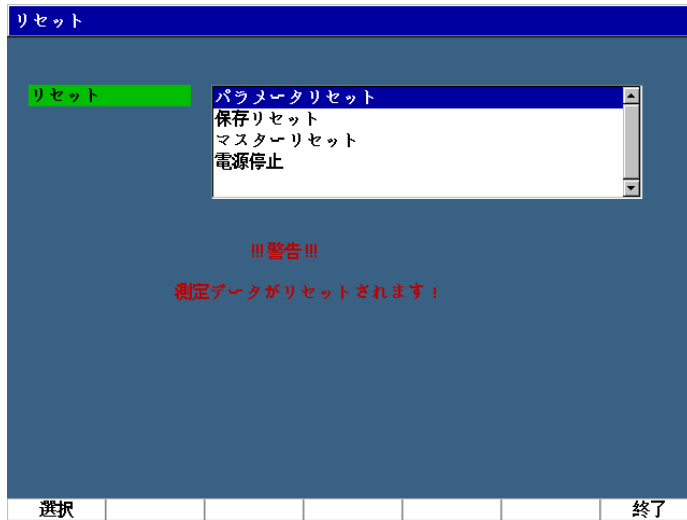 リセット
リセット
パラメータリセット
保存リセット
マスターリセット
電源停止
!!!警告!!!
測定データがリセットされます!
選択 終了